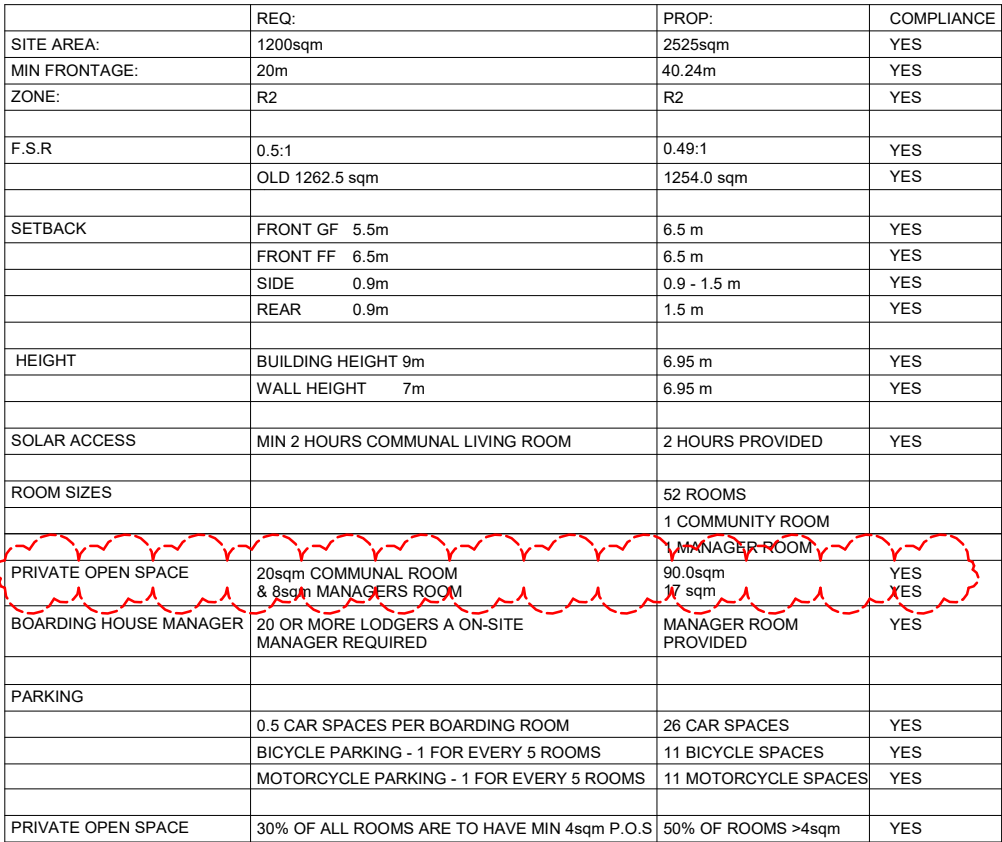 REQ: PROP: COMPLIANCE
SITE AREA: 1200sqm 2525sqm YES
MIN FRONTAGE: 20m 40.24m YES
ZONE: R2 R2 YES
F.S.R 0.5:1 0.49:1 YES
OLD 1262.5 sqm 1254.0 sqm YES
SETBACK FRONT GF 5.5m 6.5 m YES
FRONT FF 6.5m 6.5 m YES
SIDE 0.9m 0.9 - 1.5 m YES
REAR 0.9m 1.5 m YES
HEIGHT BUILDING HEIGHT 9m 6.95 m YES
WALL HEIGHT 7m 6.95 m YES
SOLAR ACCESS MIN 2 HOURS COMMUNAL LIVING ROOM 2 HOURS PROVIDED YES
ROOM SIZES 52 ROOMS
1 COMMUNITY ROOM
1 MANAGER ROOM
PRIVATE OPEN SPACE 20sqm COMMUNAL ROOM 90.0sqm YES
& 8sqm MANAGERS ROOM 17 sqm YES
BOARDING HOUSE MANAGER 20 OR MORE LODGERS A ON-SITE MANAGER ROOM YES
MANAGER REQUIRED PROVIDED
PARKING
0.5 CAR SPACES PER BOARDING ROOM 26 CAR SPACES YES
BICYCLE PARKING - 1 FOR EVERY 5 ROOMS 11 BICYCLE SPACES YES
MOTORCYCLE PARKING - 1 FOR EVERY 5 ROOMS 11 MOTORCYCLE SPACES YES
PRIVATE OPEN SPACE 30% OF ALL ROOMS ARE TO HAVE MIN 4sqm P.O.S 50% OF ROOMS >4sqm YES